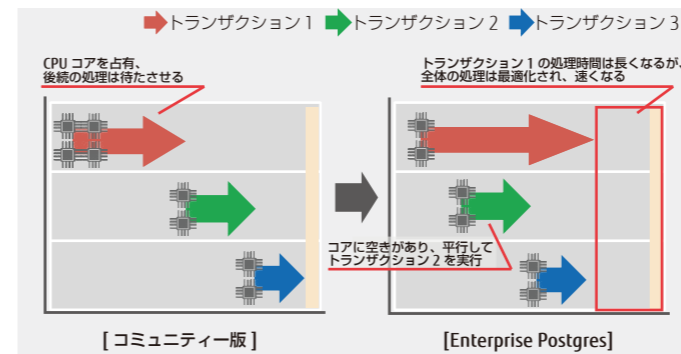 トランザクション 1 トランザクション 2 トランザクション 3
CPU コアを占有、
後続の処理は待たさせる
トランザクション 1 の処理時間は長くなるが、
全体の処理は最適化され、速くなる
コアに空きがあり、平行して
トランザクション 2 を実行
[ コミュニティー版 ]
[Enterprise Postgres]